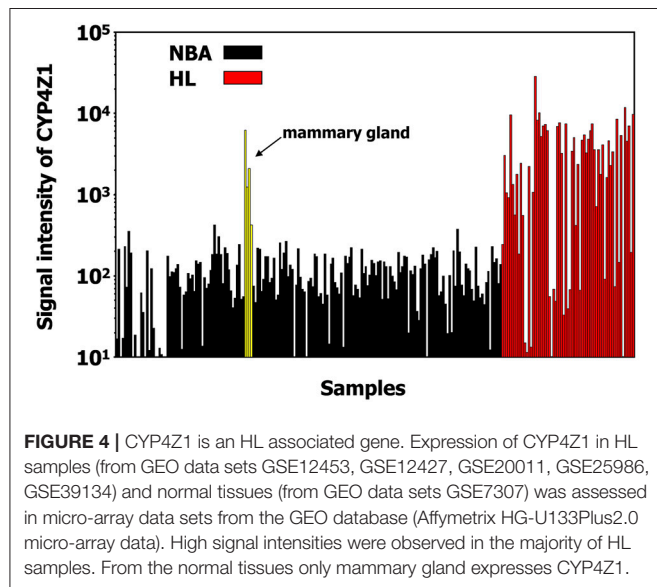 10⁵
10⁴
10³
10²
10¹
Signal intensity of CYP4Z1
NBA
HL
mammary gland
Samples
FIGURE 4 | CYP4Z1 is an HL associated gene. Expression of CYP4Z1 in HL
samples (from GEO data sets GSE12453, GSE12427, GSE20011, GSE25986,
GSE39134) and normal tissues (from GEO data sets GSE7307) was assessed
in micro-array data sets from the GEO database (Affymetrix HG-U133Plus2.0
micro-array data). High signal intensities were observed in the majority of HL
samples. From the normal tissues only mammary gland expresses CYP4Z1.